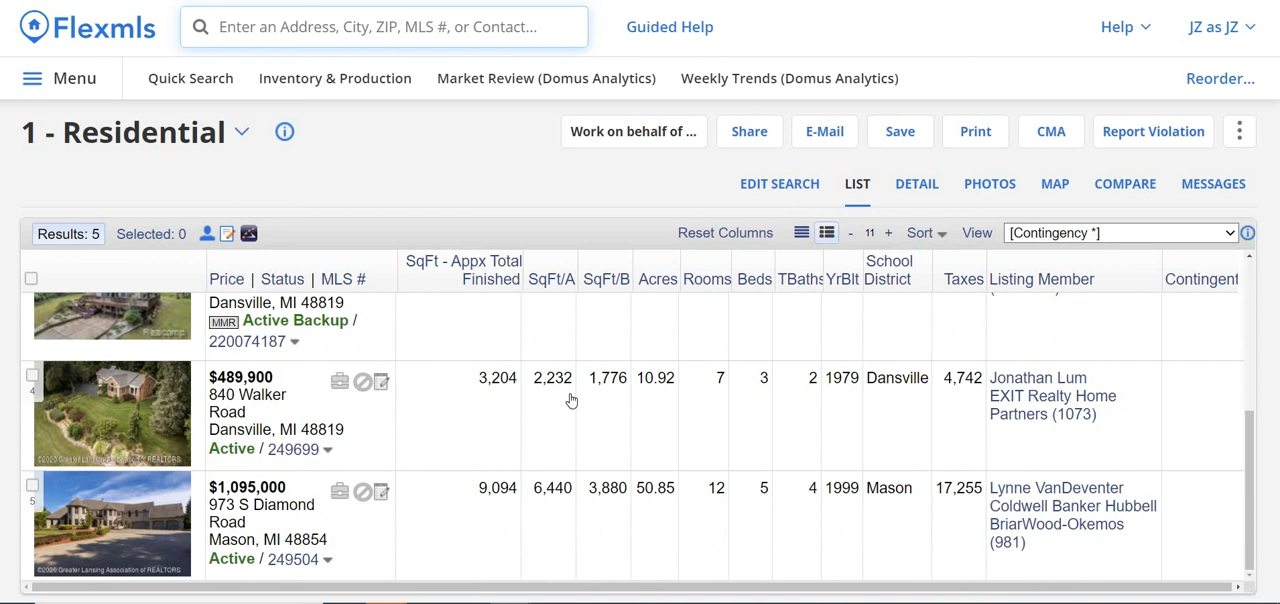 Flexmls
Enter an Address, City, ZIP, MLS #, or Contact...
Guided Help
Help
JZ as JZ
Menu
Quick Search
Inventory & Production
Market Review (Domus Analytics)
Weekly Trends (Domus Analytics)
Reorder...
1 - Residential
Work on behalf of ...
Share
E-Mail
Save
Print
CMA
Report Violation
EDIT SEARCH
LIST
DETAIL
PHOTOS
MAP
COMPARE
MESSAGES
Results: 5
Selected: 0
Reset Columns
- 11 +
Sort
View
[Contingency *]
Price | Status | MLS #
SqFt - Appx Total
Finished
SqFt/A
SqFt/B
Acres
Rooms
Beds
TBaths
YrBlt
School
District
Taxes
Listing Member
Contingent
Realcomp
Dansville, MI 48819
MMR Active Backup /
220074187
4
©2020 Greater Lansing Association of REALTORS
$489,900
840 Walker
Road
Dansville, MI 48819
Active / 249699
3,204
2,232
1,776
10.92
7
3
2
1979
Dansville
4,742
Jonathan Lum
EXIT Realty Home
Partners (1073)
5
©2020 Greater Lansing Association of REALTORS
$1,095,000
973 S Diamond
Road
Mason, MI 48854
Active / 249504
9,094
6,440
3,880
50.85
12
5
4
1999
Mason
17,255
Lynne VanDeventer
Coldwell Banker Hubbell
BriarWood-Okemos
(981)